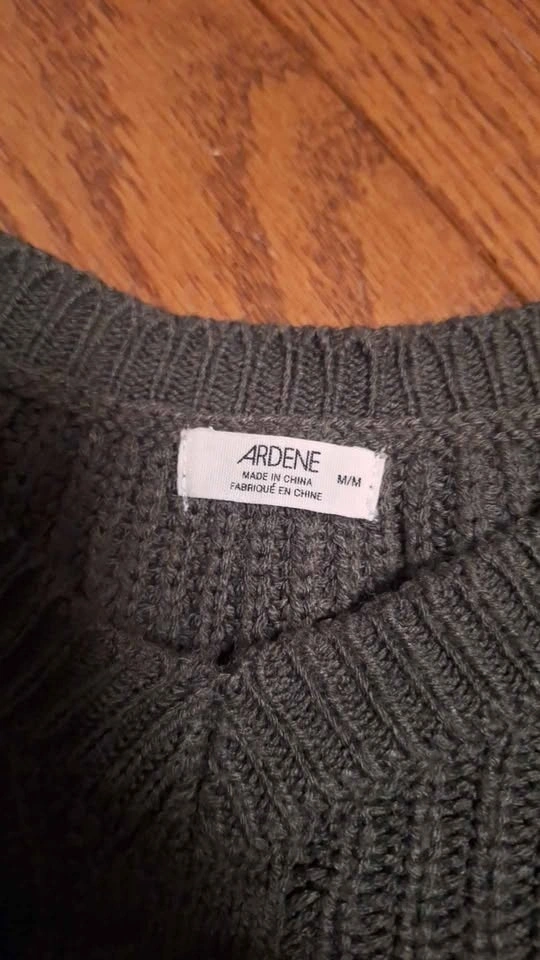 ARDENE
MADE IN CHINA
FABRIQUÉ EN CHINE
M/M